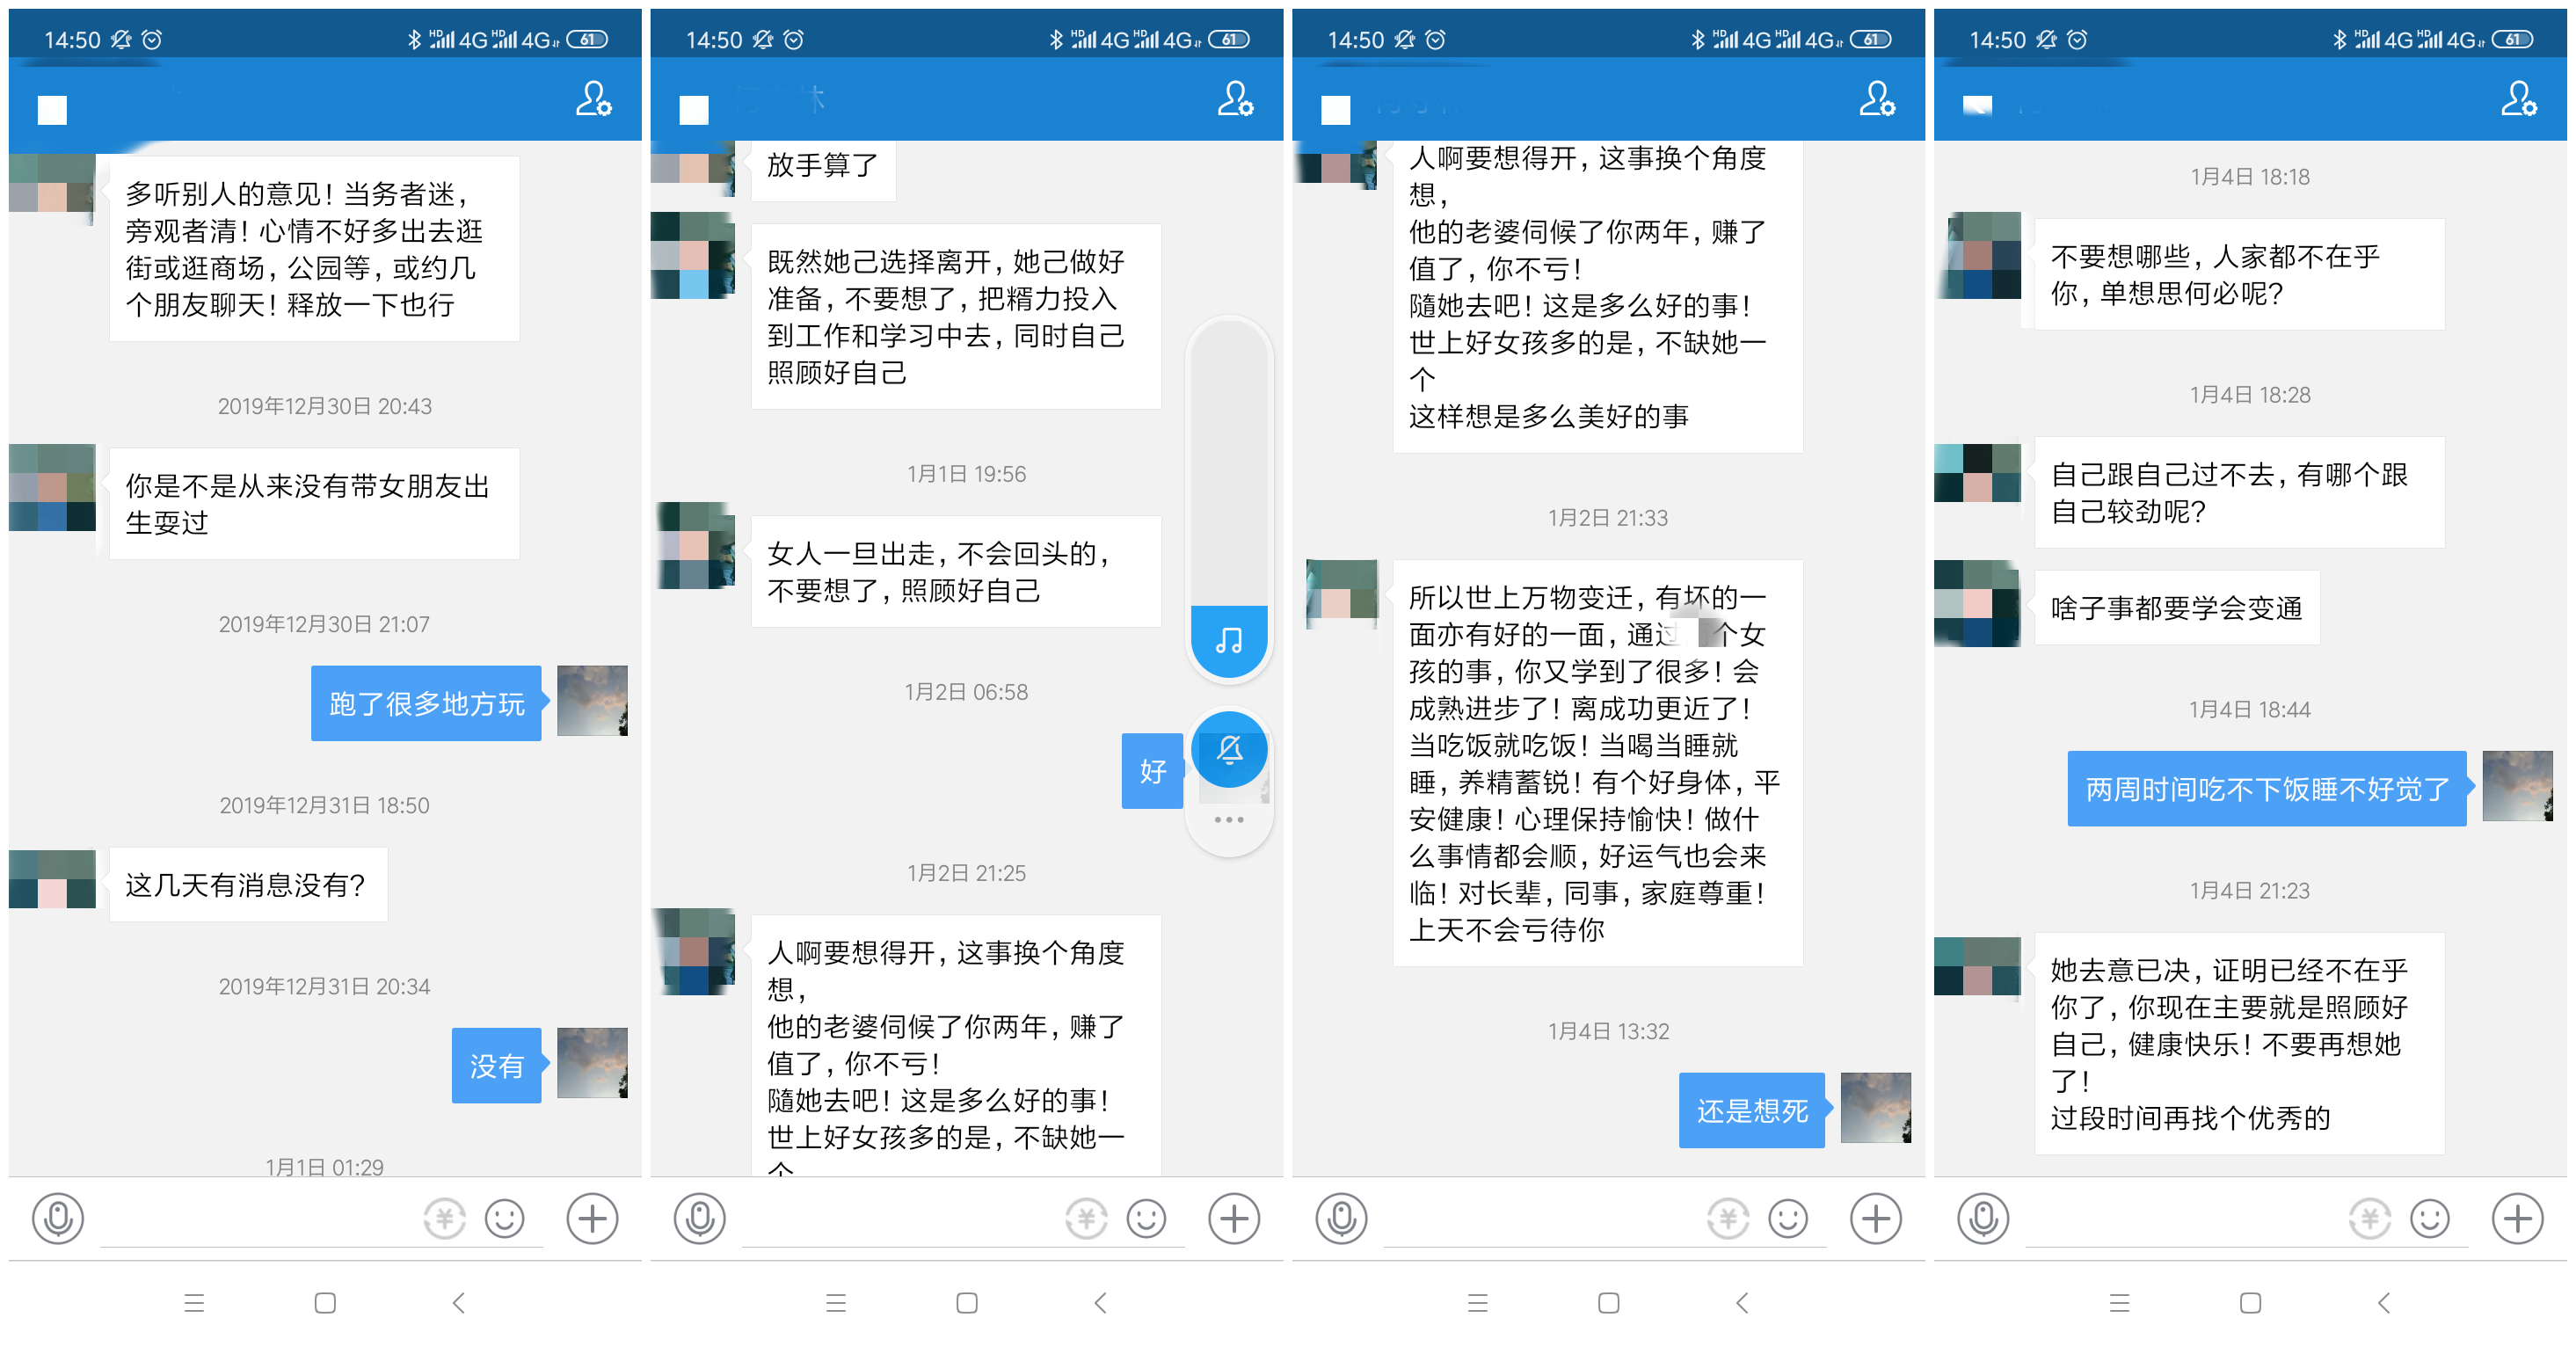 14:50
HD 4G HD 4G 61
多听别人的意见！当务者迷，
旁观者清！心情不好多出去逛
街或逛商场，公园等，或约几
个朋友聊天！释放一下也行
2019年12月30日 20:43
你是不是从来没有带女朋友出
生耍过
2019年12月30日 21:07
跑了很多地方玩
2019年12月31日 18:50
这几天有消息没有？
2019年12月31日 20:34
没有
1月1日 01:29
14:50
HD 4G HD 4G 61
放手算了
既然她己选择离开，她己做好
准备，不要想了，把精力投入
到工作和学习中去，同时自己
照顾好自己
1月1日 19:56
女人一旦出走，不会回头的，
不要想了，照顾好自己
1月2日 06:58
好
1月2日 21:25
人啊要想得开，这事换个角度
想，
他的老婆伺候了你两年，赚了
值了，你不亏！
隨她去吧！这是多么好的事！
世上好女孩多的是，不缺她一
个
14:50
HD 4G HD 4G 61
人啊要想得开，这事换个角度
想，
他的老婆伺候了你两年，赚了
值了，你不亏！
隨她去吧！这是多么好的事！
世上好女孩多的是，不缺她一
个
这样想是多么美好的事
1月2日 21:33
所以世上万物变迁，有坏的一
面亦有好的一面，通过 个女
孩的事，你又学到了很多！会
成熟进步了！离成功更近了！
当吃饭就吃饭！当喝当睡就
睡，养精蓄锐！有个好身体，平
安健康！心理保持愉快！做什
么事情都会顺，好运气也会来
临！对长辈，同事，家庭尊重！
上天不会亏待你
1月4日 13:32
还是想死
14:50
HD 4G HD 4G 61
1月4日 18:18
不要想哪些，人家都不在乎
你，单想思何必呢？
1月4日 18:28
自己跟自己过不去，有哪个跟
自己较劲呢？
啥子事都要学会变通
1月4日 18:44
两周时间吃不下饭睡不好觉了
1月4日 21:23
她去意已决，证明已经不在乎
你了，你现在主要就是照顾好
自己，健康快乐！不要再想她
了！
过段时间再找个优秀的